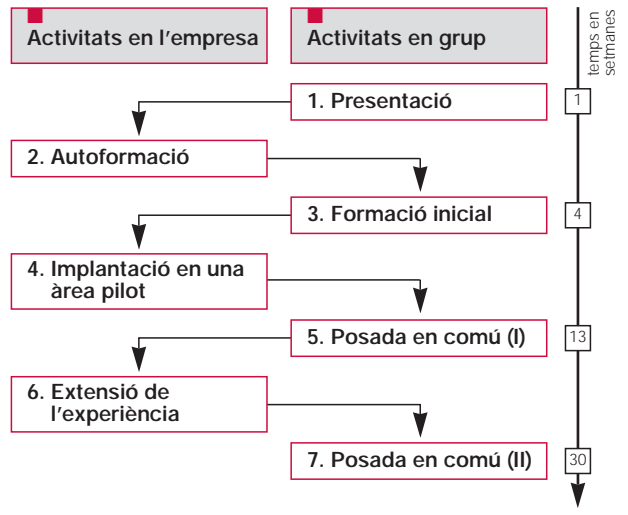 Activitats en l'empresa
Activitats en grup
temps en
setmanes
1. Presentació
1
2. Autoformació
3. Formació inicial
4
4. Implantació en una
àrea pilot
5. Posada en comú (I)
13
6. Extensió de
l'experiència
7. Posada en comú (II)
30